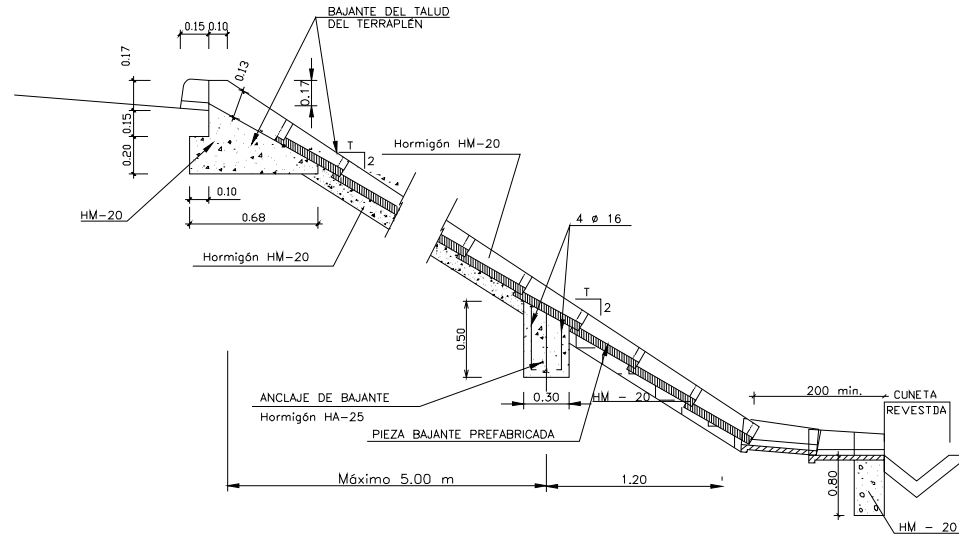 BAJANTE DEL TALUD
DEL TERRAPLÉN
0.15 0.10
0.17
0.13
0.17
0.15
0.20
T
2
Hormigón HM-20
0.10
HM-20
0.68
Hormigón HM-20
4 ø 16
T
2
0.50
ANCLAJE DE BAJANTE
Hormigón HA-25
0.30
HM - 20
PIEZA BAJANTE PREFABRICADA
200 min.
CUNETA
REVESTDA
Máximo 5.00 m
1.20
0.80
HM - 20